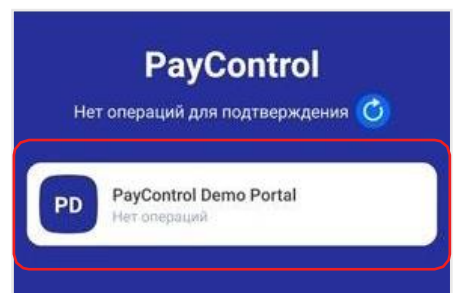 PayControl
Нет операций для подтверждения
PD
PayControl Demo Portal
Нет операций